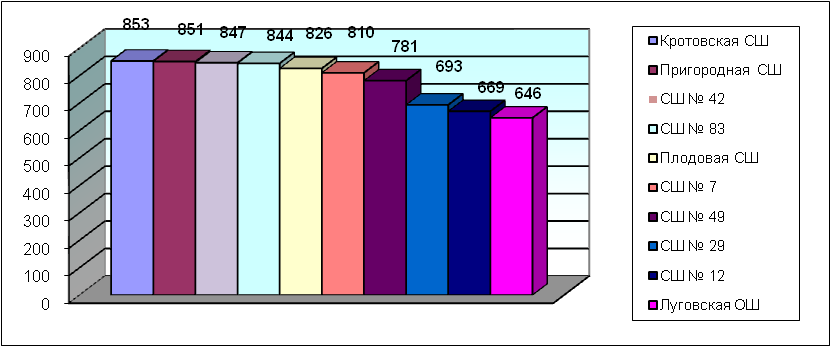 853
851
847
844
826
810
781
693
669
646
900
800
700
600
500
400
300
200
100
0
Кротовская СШ
Пригородная СШ
СШ № 42
СШ № 83
Плодовая СШ
СШ № 7
СШ № 49
СШ № 29
СШ № 12
Луговская ОШ